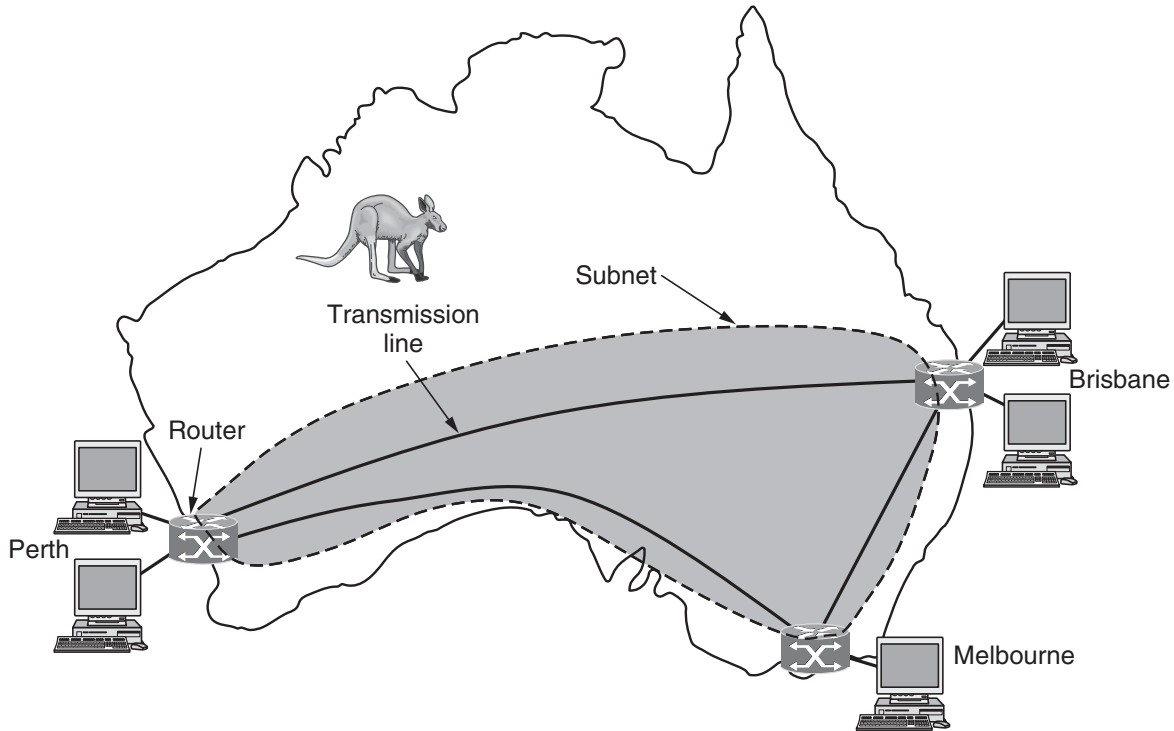 Subnet
Transmission
line
Brisbane
Router
Perth
Melbourne